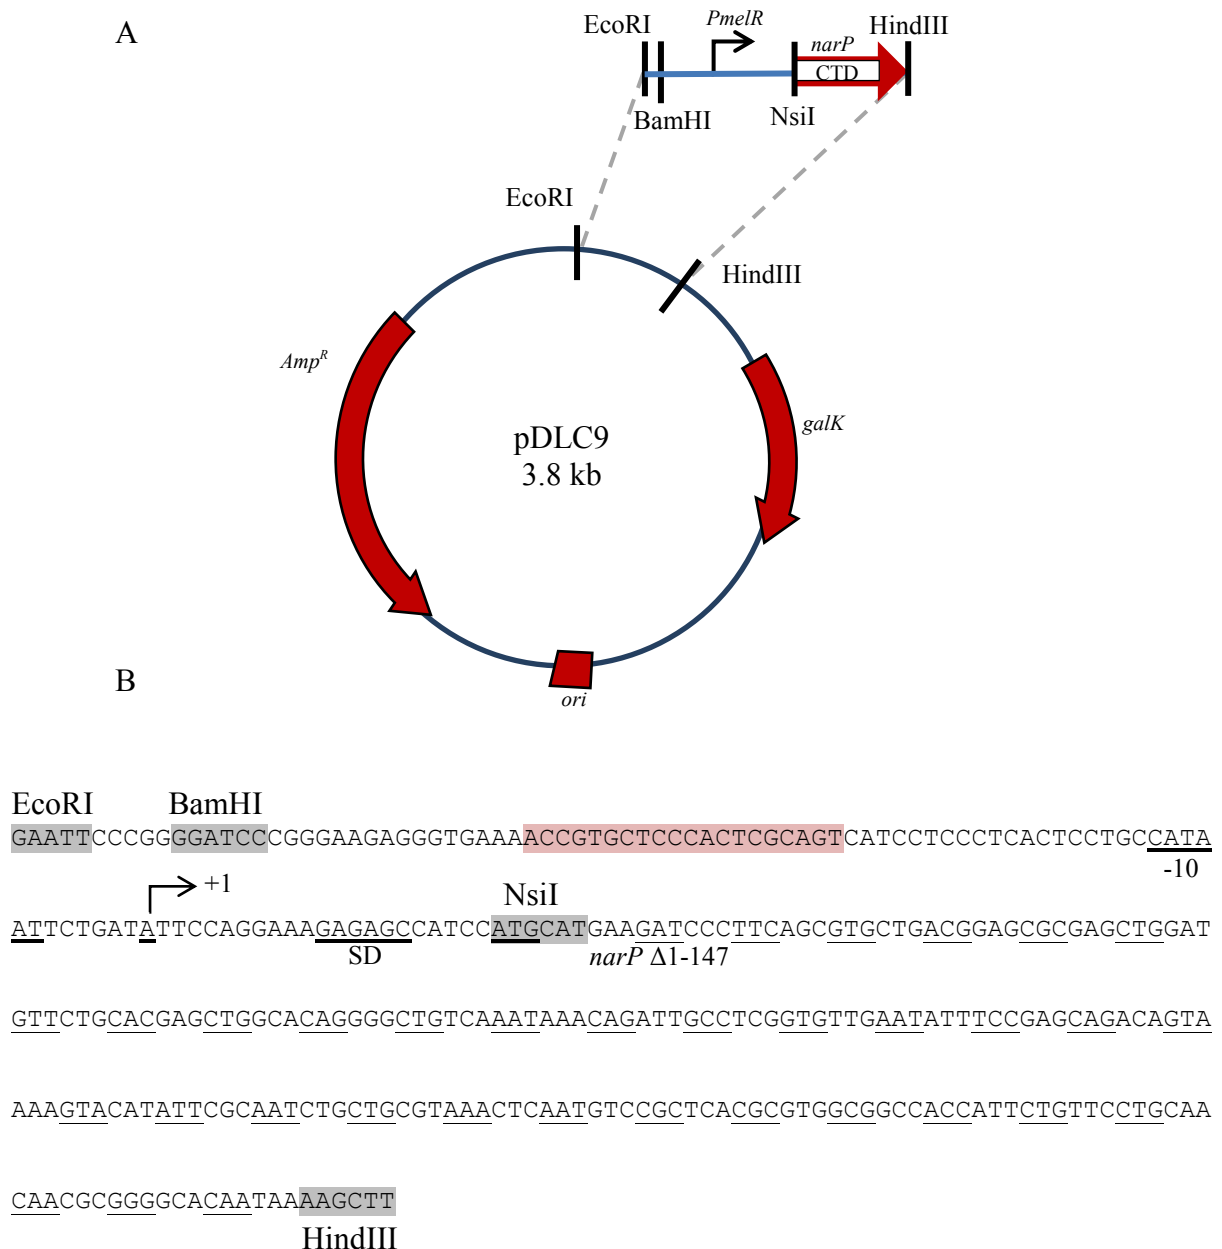 A
EcoRI
PmelR
HindIII
narP
CTD
BamHI
NsiI
EcoRI
HindIII
Amp^R
galK
pDLC9
3.8 kb
ori
B
EcoRI BamHI
GAATTCCCGGGGATCCCGGGAAGAGGGTGAAAACCGTGCTCCCACTCGCAGTCATCCTCCCTCACTCCTGCCATA
-10
+1 NsiI
ATTCTGATATTCCAGGAAAGAGAGCCATCCATGCATGAAGATCCCTTCAGCGTGCTGACGGAGCGCGAGCTGGAT
SD narP Δ1-147
GTTCTGCACGAGCTGGCACAGGGGCTGTCAAATAAACAGATTGCCTCGGTGTTGAATATTTCCGAGCAGACAGTA
AAAGTACATATTCGCAATCTGCTGCGTAAACTCAATGTCCGCTCACGCGTGGCGGCCACCATTCTGTTCCTGCAA
CAACGCGGGGCACAATAAAAGCTT
HindIII